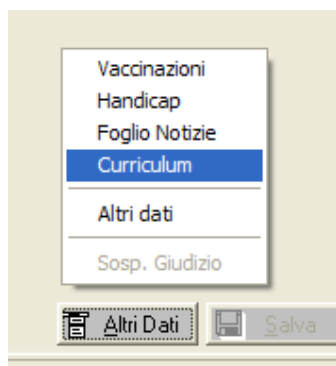 Vaccinazioni
Handicap
Foglio Notizie
Curriculum
Altri dati
Sosp. Giudizio
Altri Dati Salva